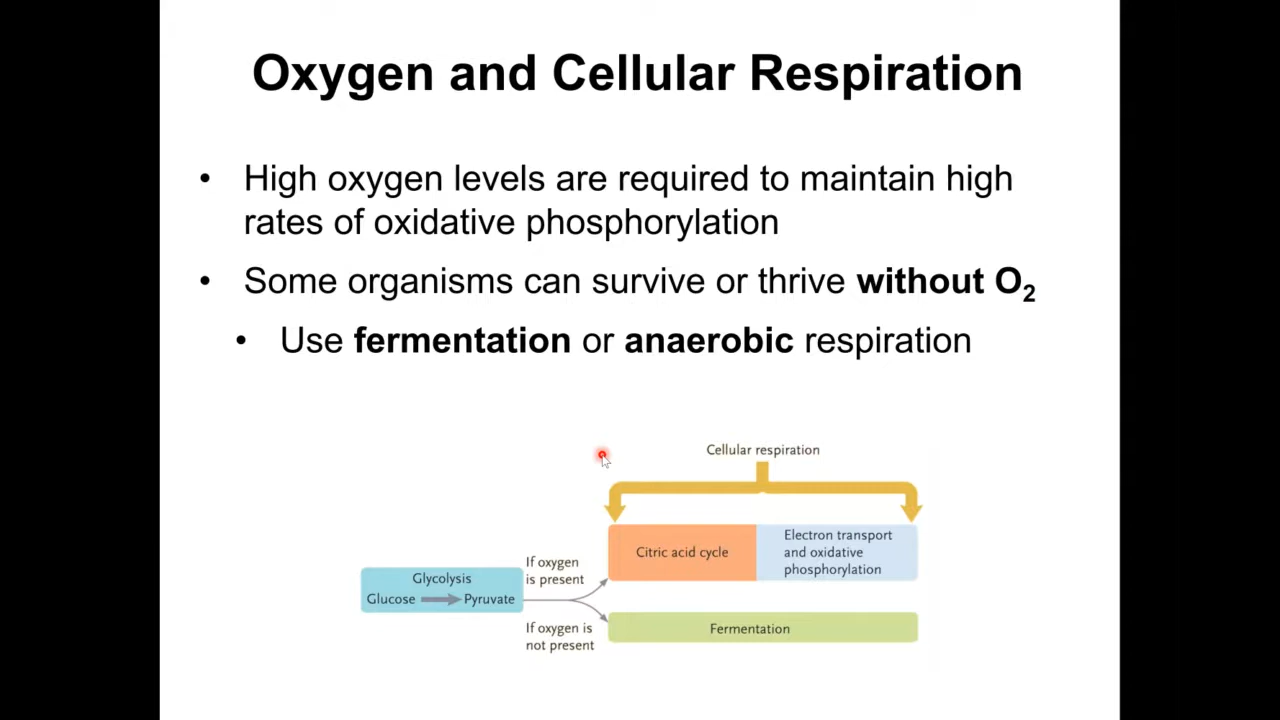 Oxygen and Cellular Respiration
• High oxygen levels are required to maintain high
rates of oxidative phosphorylation
• Some organisms can survive or thrive without O₂
• Use fermentation or anaerobic respiration
Cellular respiration
Citric acid cycle
Electron transport
and oxidative
phosphorylation
If oxygen
is present
Glycolysis
Glucose Pyruvate
If oxygen is
not present
Fermentation